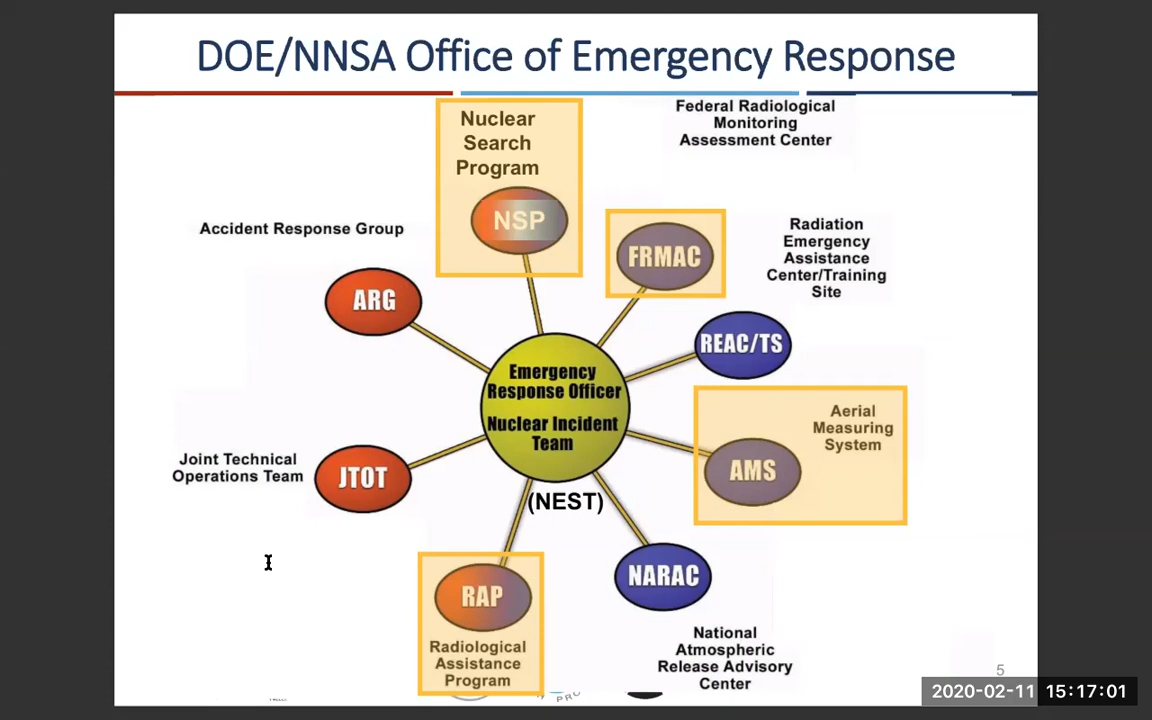 DOE/NNSA Office of Emergency Response
Nuclear
Search
Program
NSP
Federal Radiological
Monitoring
Assessment Center
FRMAC
Accident Response Group
ARG
Radiation
Emergency
Assistance
Center/Training
Site
REAC/TS
Emergency
Response Officer
Nuclear Incident
Team
(NEST)
Aerial
Measuring
System
AMS
Joint Technical
Operations Team
JTOT
RAP
Radiological
Assistance
Program
NARAC
National
Atmospheric
Release Advisory
Center
5
2020-02-11 15:17:01